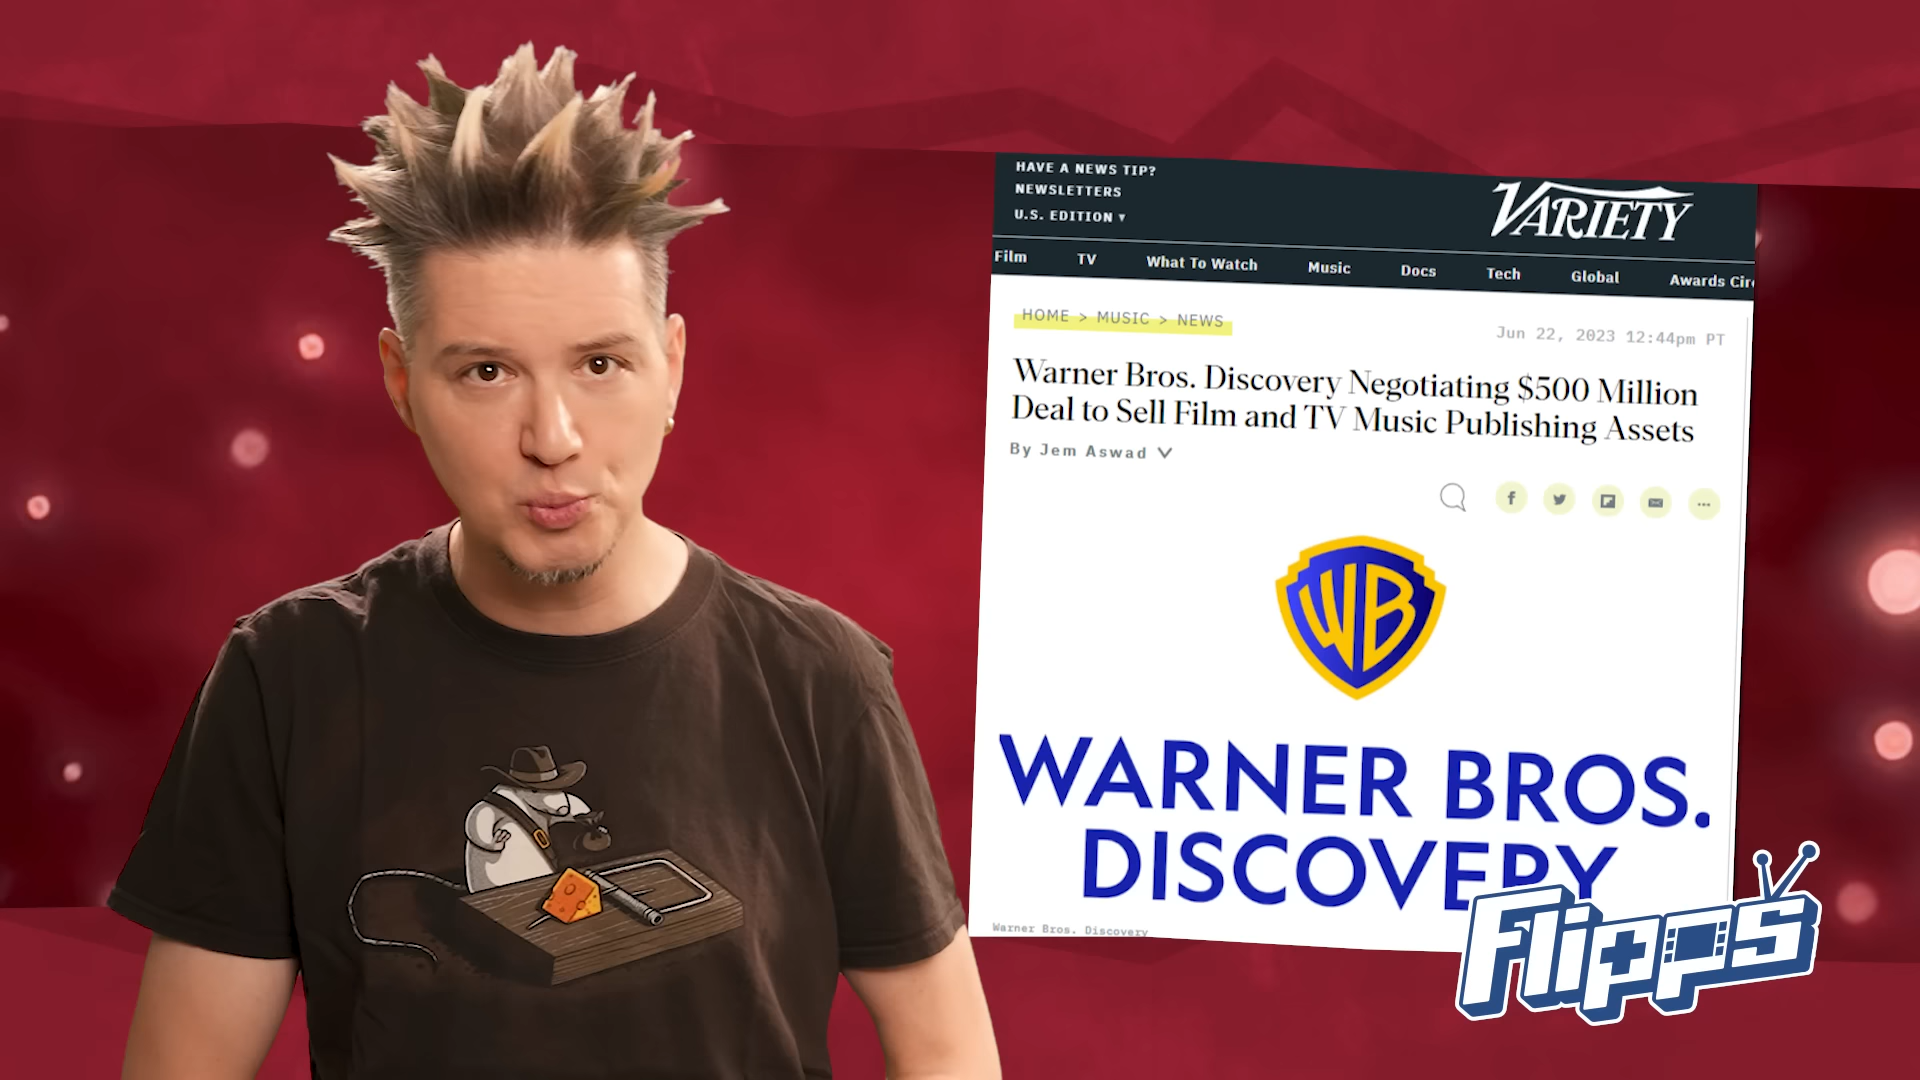 HAVE A NEWS TIP?
NEWSLETTERS
U.S. EDITION ▾
VARIETY
Film TV What To Watch Music Docs Tech Global Awards Circ
HOME > MUSIC > NEWS
Jun 22, 2023 12:44pm PT
Warner Bros. Discovery Negotiating $500 Million
Deal to Sell Film and TV Music Publishing Assets
By Jem Aswad
WB
WARNER BROS.
DISCOVERY
Warner Bros. Discovery
Flipps